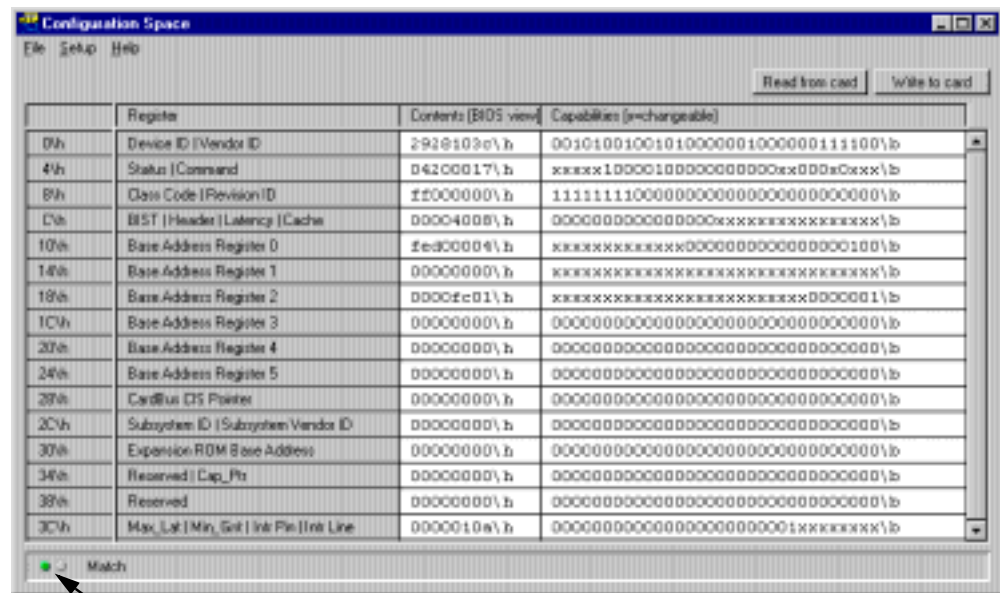 Configuration Space
File Setup Help
Read from card Write to card
Register Contents (BIOS view) Capabilities (x=changeable)
0\h Device ID | Vendor ID 2928103c\h 00101001001010000001000000111100\b
4\h Status | Command 04200017\h xxxxx10000100000000000xx000x0xxx\b
8\h Class Code | Revision ID ff000000\h 11111111000000000000000000000000\b
C\h BIST | Header | Latency | Cache 00004008\h 0000000000000000xxxxxxxxxxxxxxxx\b
10\h Base Address Register 0 fed00004\h xxxxxxxxxxxxx0000000000000000100\b
14\h Base Address Register 1 00000000\h xxxxxxxxxxxxxxxxxxxxxxxxxxxxxxxx\b
18\h Base Address Register 2 0000fc01\h xxxxxxxxxxxxxxxxxxxxxxxxx0000001\b
1C\h Base Address Register 3 00000000\h 00000000000000000000000000000000\b
20\h Base Address Register 4 00000000\h 00000000000000000000000000000000\b
24\h Base Address Register 5 00000000\h 00000000000000000000000000000000\b
28\h CardBus CIS Pointer 00000000\h 00000000000000000000000000000000\b
2C\h Subsystem ID | Subsystem Vendor ID 00000000\h 00000000000000000000000000000000\b
30\h Expansion ROM Base Address 00000000\h 00000000000000000000000000000000\b
34\h Reserved | Cap_Ptr 00000000\h 00000000000000000000000000000000\b
38\h Reserved 00000000\h 00000000000000000000000000000000\b
3C\h Max_Lat | Min_Gnt | Intr Pin | Intr Line 0000010a\h 000000000000000000000001xxxxxxxx\b
Match